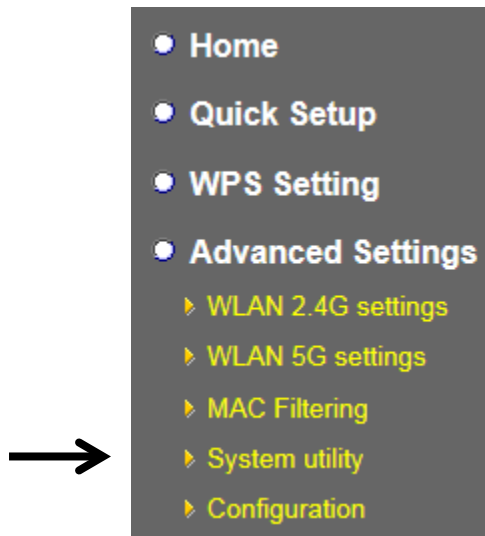 Home
Quick Setup
WPS Setting
Advanced Settings
WLAN 2.4G settings
WLAN 5G settings
MAC Filtering
System utility
Configuration